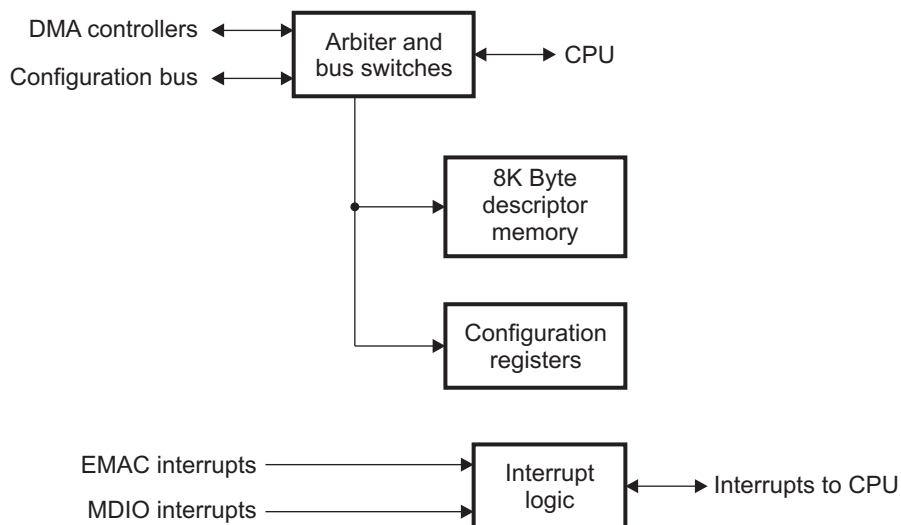 DMA controllers
Configuration bus
Arbiter and
bus switches
CPU
8K Byte
descriptor
memory
Configuration
registers
EMAC interrupts
MDIO interrupts
Interrupt
logic
Interrupts to CPU